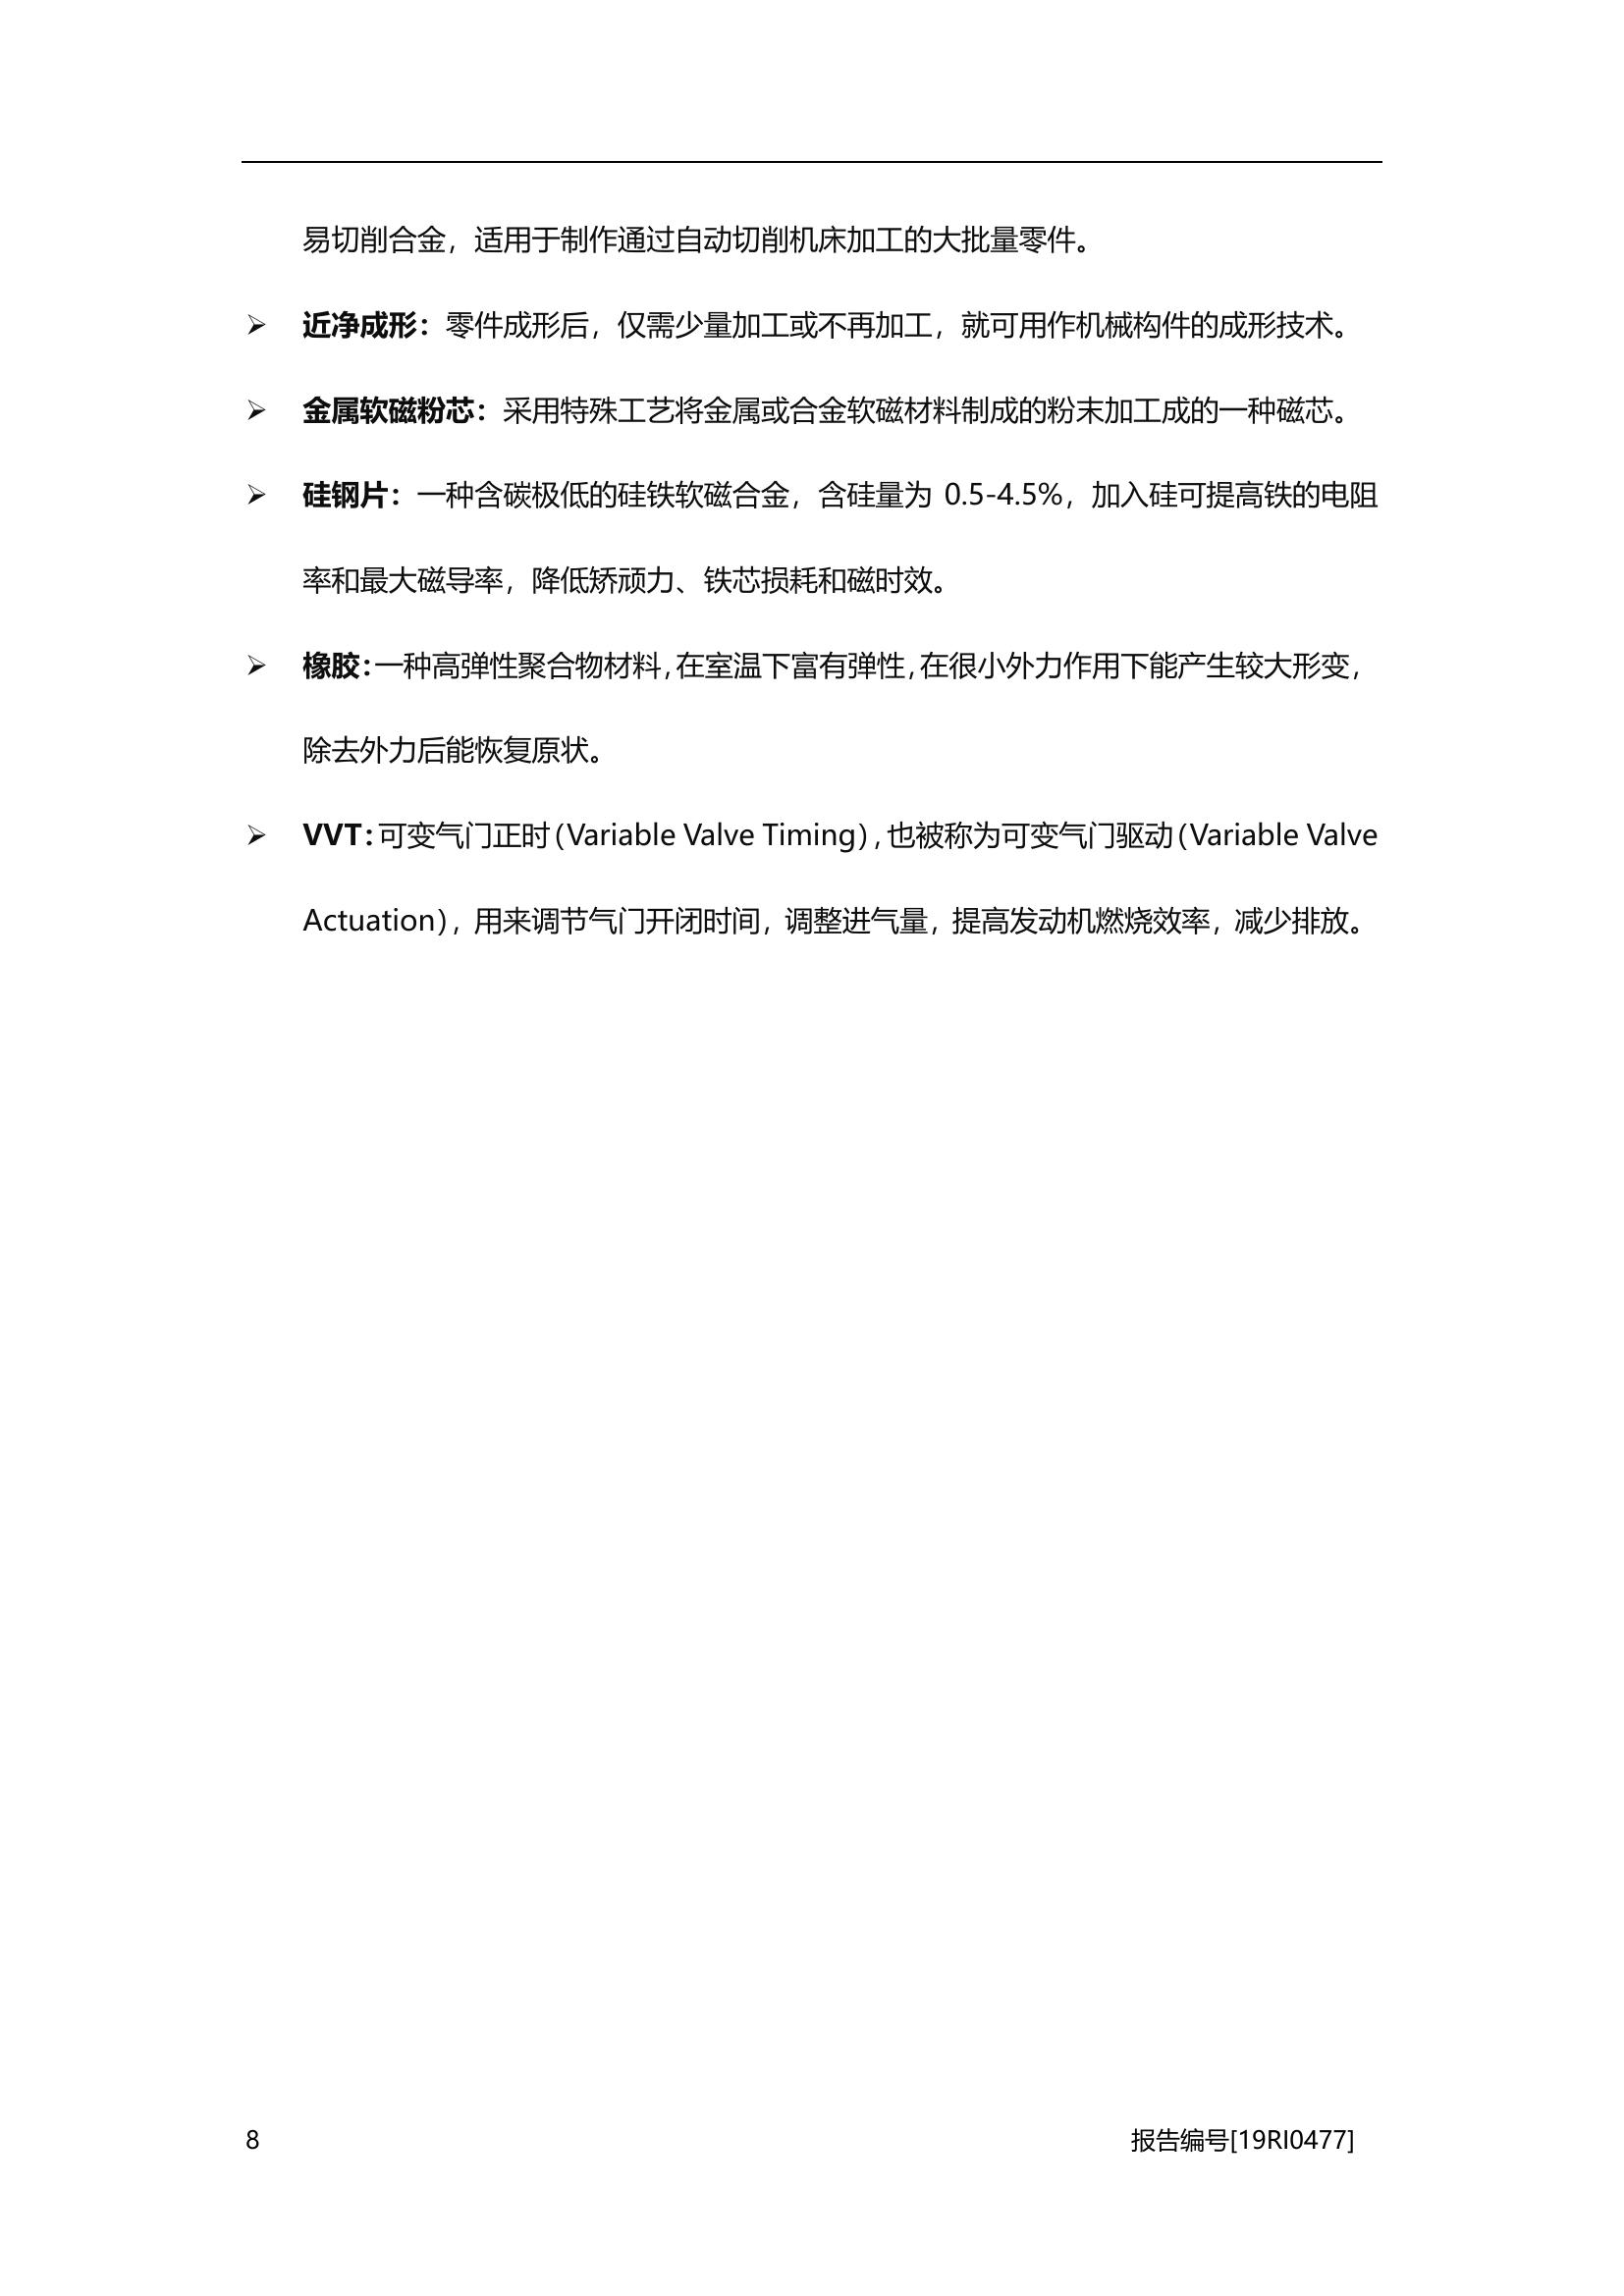 易切削合金，适用于制作通过自动切削机床加工的大批量零件。
➢ 近净成形：零件成形后，仅需少量加工或不再加工，就可用作机械构件的成形技术。
➢ 金属软磁粉芯：采用特殊工艺将金属或合金软磁材料制成的粉末加工成的一种磁芯。
➢ 硅钢片：一种含碳极低的硅铁软磁合金，含硅量为 0.5-4.5%，加入硅可提高铁的电阻
率和最大磁导率，降低矫顽力、铁芯损耗和磁时效。
➢ 橡胶：一种高弹性聚合物材料，在室温下富有弹性，在很小外力作用下能产生较大形变，
除去外力后能恢复原状。
➢ VVT：可变气门正时（Variable Valve Timing），也被称为可变气门驱动（Variable Valve
Actuation），用来调节气门开闭时间，调整进气量，提高发动机燃烧效率，减少排放。
8 报告编号[19RI0477]